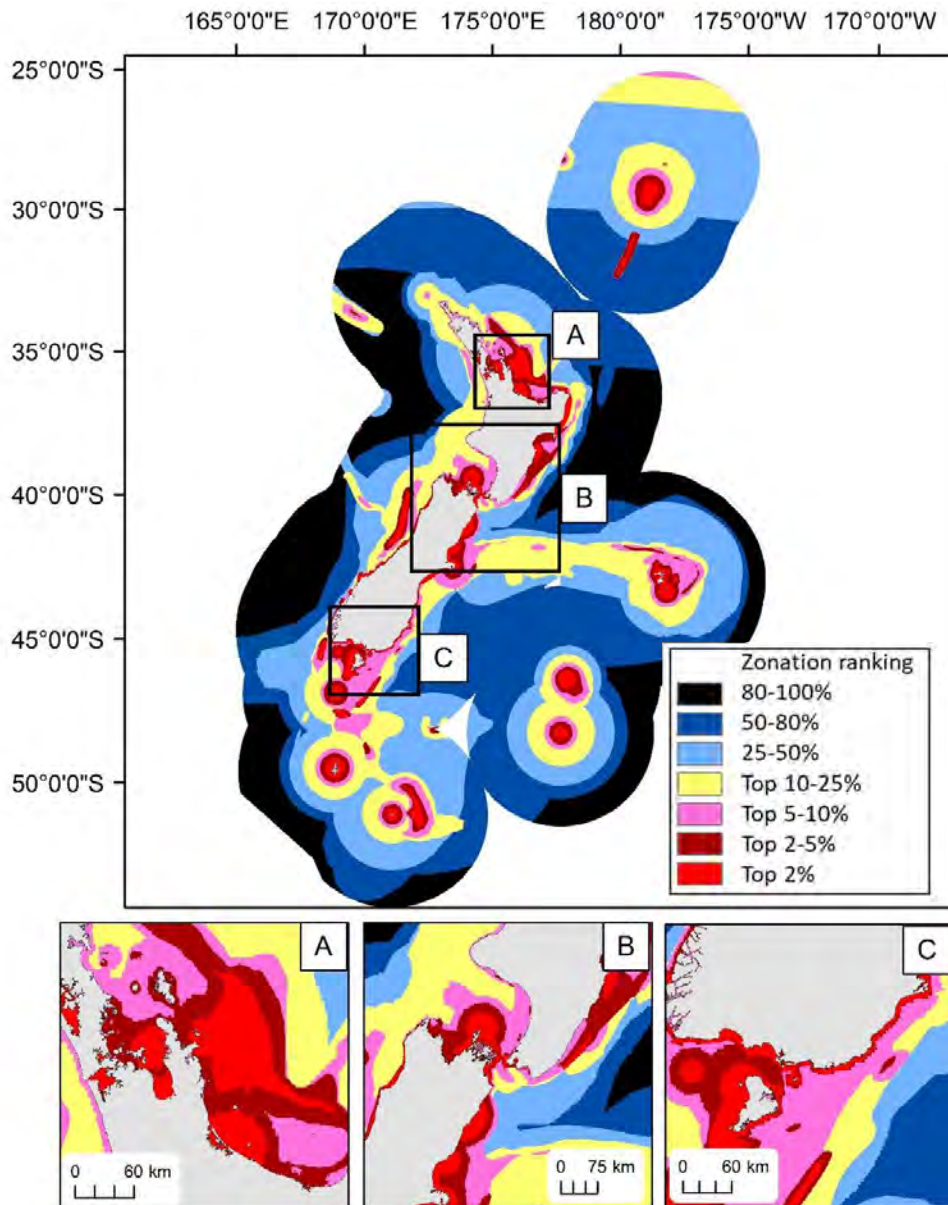 165°0'0"E 170°0'0"E 175°0'0"E 180°0'0" 175°0'0"W 170°0'0"W
25°0'0"S
30°0'0"S
35°0'0"S
40°0'0"S
45°0'0"S
50°0'0"S
A
B
C
Zonation ranking
80-100%
50-80%
25-50%
Top 10-25%
Top 5-10%
Top 2-5%
Top 2%
A
0 60 km
B
0 75 km
C
0 60 km